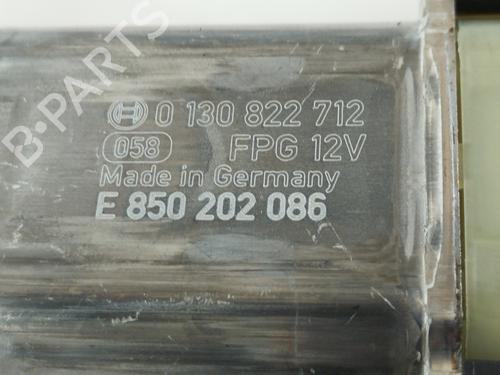 B-PARTS
0 130 822 712
058 FPG 12V
Made in Germany
E 850 202 086